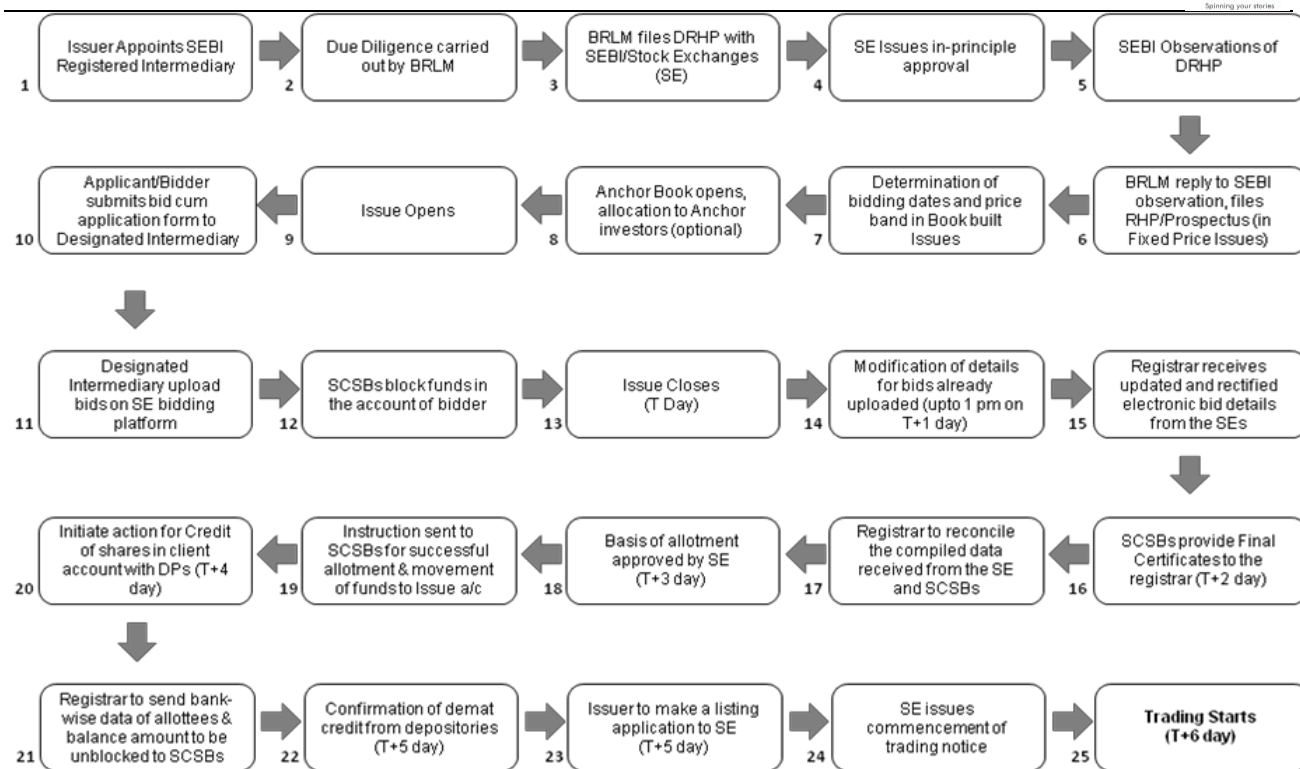 Spinning your stories
Issuer Appoints SEBI
Registered Intermediary
1
Due Diligence carried
out by BRLM
2
BRLM files DRHP with
SEBI/Stock Exchanges
(SE)
3
SE Issues in-principle
approval
4
SEBI Observations of
DRHP
5
BRLM reply to SEBI
observation, files
RHP/Prospectus (in
Fixed Price Issues)
6
Determination of
bidding dates and price
band in Book built
Issues
7
Anchor Book opens,
allocation to Anchor
investors (optional)
8
Issue Opens
9
Applicant/Bidder
submits bid cum
application form to
Designated Intermediary
10
Designated
Intermediary upload
bids on SE bidding
platform
11
SCSBs block funds in
the account of bidder
12
Issue Closes
(T Day)
13
Modification of details
for bids already
uploaded (upto 1 pm on
T+1 day)
14
Registrar receives
updated and rectified
electronic bid details
from the SEs
15
SCSBs provide Final
Certificates to the
registrar (T+2 day)
16
Registrar to reconcile
the compiled data
received from the SE
and SCSBs
17
Basis of allotment
approved by SE
(T+3 day)
18
Instruction sent to
SCSBs for successful
allotment & movement
of funds to Issue a/c
19
Initiate action for Credit
of shares in client
account with DPs (T+4
day)
20
Registrar to send bank-
wise data of allottees &
balance amount to be
unblocked to SCSBs
21
Confirmation of demat
credit from depositories
(T+5 day)
22
Issuer to make a listing
application to SE
(T+5 day)
23
SE issues
commencement of
trading notice
24
Trading Starts
(T+6 day)
25